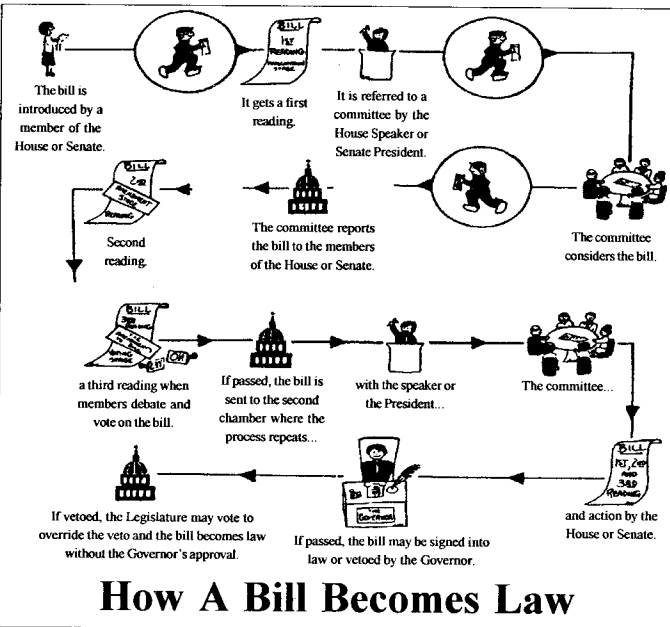 BILL
1ST
READING
The bill is
introduced by a
member of the
House or Senate.
It gets a first
reading.
It is referred to a
committee by the
House Speaker or
Senate President.
BILL
2ND
AMENDMENT
STAGE
READING
Second
reading.
The committee reports
the bill to the members
of the House or Senate.
The committee
considers the bill.
BILL
3RD
READING
a third reading when
members debate and
vote on the bill.
If passed, the bill is
sent to the second
chamber where the
process repeats...
with the speaker or
the President...
The committee...
BILL
1ST, 2ND
AND
3RD
READING
and action by the
House or Senate.
THE
GOVERNOR
If vetoed, the Legislature may vote to
override the veto and the bill becomes law
without the Governor's approval.
If passed, the bill may be signed into
law or vetoed by the Governor.
How A Bill Becomes Law